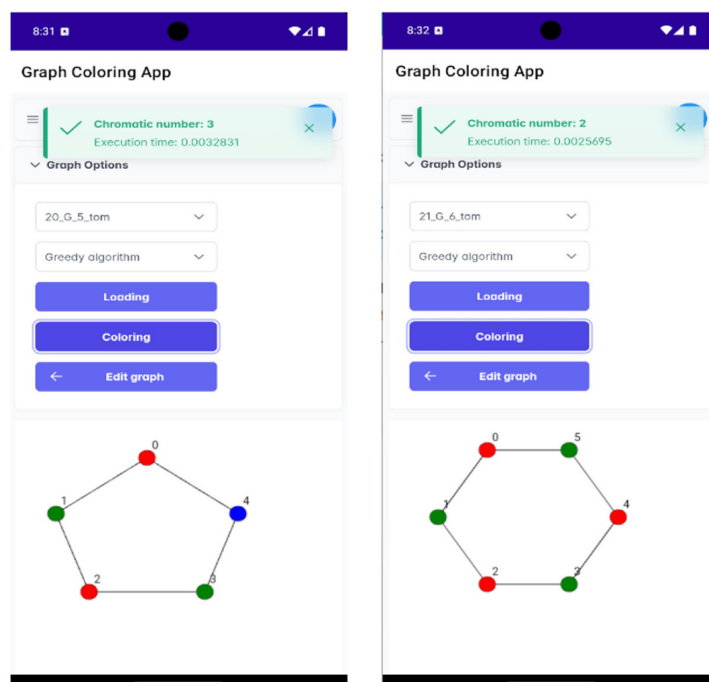 8:31
Graph Coloring App
Chromatic number: 3
Execution time: 0.0032831
Graph Options
20_G_5_tom
Greedy algorithm
Loading
Coloring
Edit graph
0
1
4
2
3
8:32
Graph Coloring App
Chromatic number: 2
Execution time: 0.0025695
Graph Options
21_G_6_tom
Greedy algorithm
Loading
Coloring
Edit graph
0
5
1
4
2
3